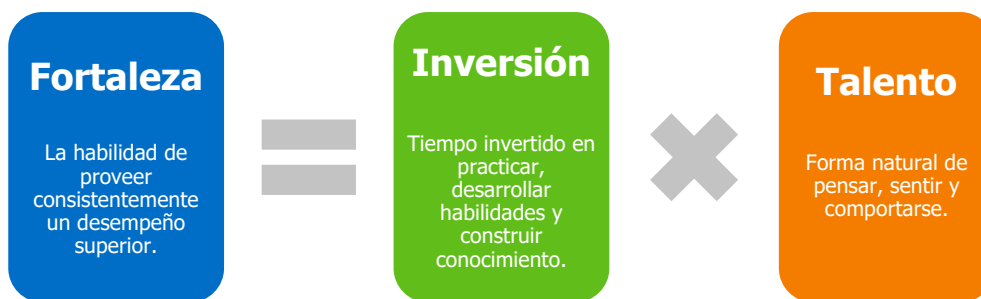 Fortaleza
La habilidad de
proveer
consistentemente
un desempeño
superior.
Inversión
Tiempo invertido en
practicar,
desarrollar
habilidades y
construir
conocimiento.
Talento
Forma natural de
pensar, sentir y
comportarse.